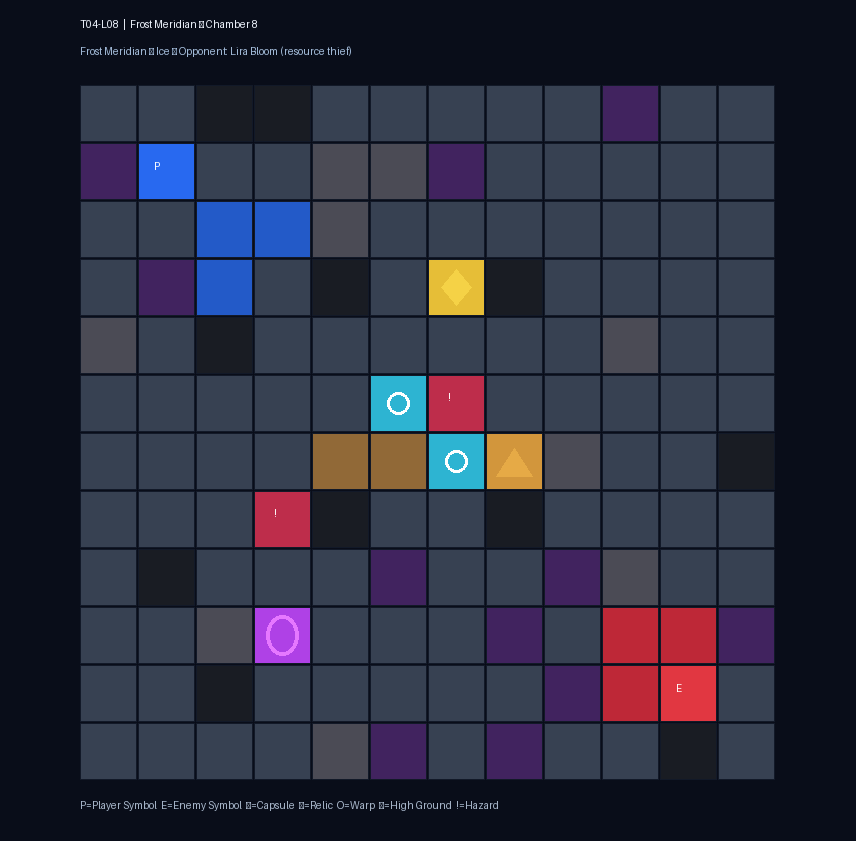 T04-L08 | Frost Meridian □ Chamber 8
Frost Meridian □ Ice □ Opponent: Lira Bloom (resource thief)
P
!
!
E
P=Player Symbol E=Enemy Symbol □=Capsule □=Relic O=Warp □=High Ground !=Hazard